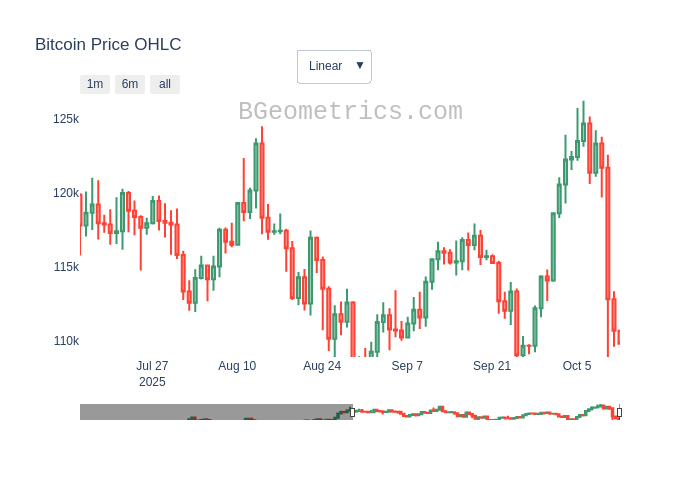 Bitcoin Price OHLC
Linear ▼
1m 6m all
BGeometrics.com
125k
120k
115k
110k
Jul 27 Aug 10 Aug 24 Sep 7 Sep 21 Oct 5
2025